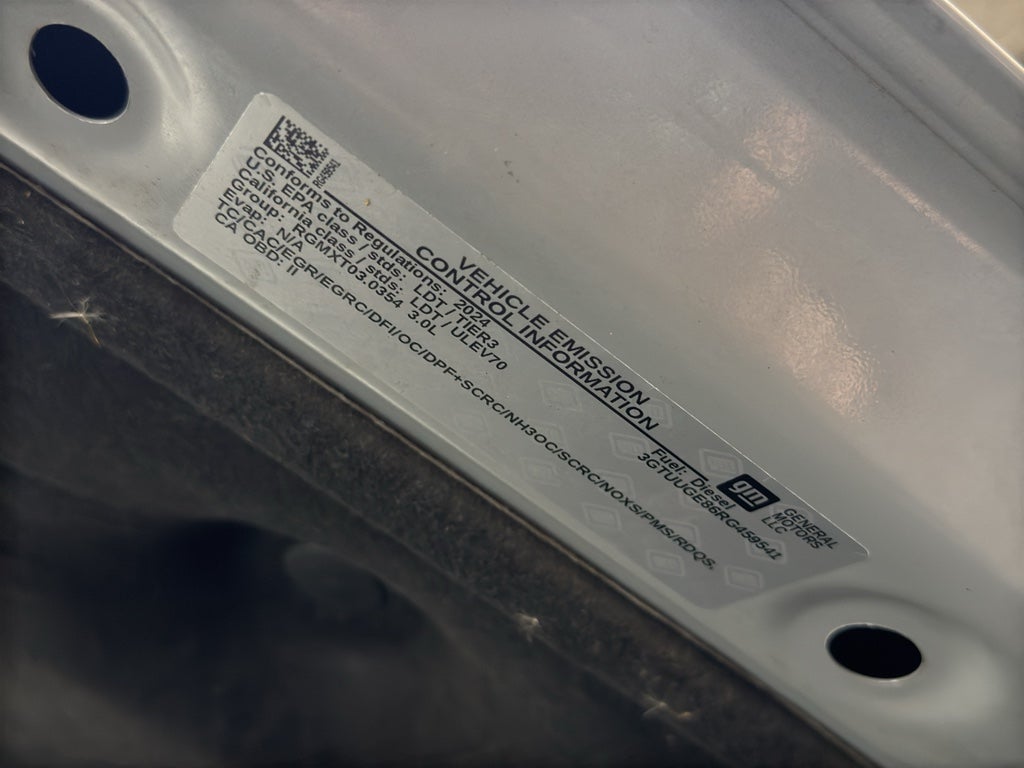 VEHICLE EMISSION
CONTROL INFORMATION
gm
GENERAL
MOTORS
LLC
Conforms to Regulations: 2024
U.S. EPA class / stds: LDT / TIER3
California class / stds: LDT / ULEV70
Group: RGMXT03.0354 3.0L
Evap: N/A
TC/CAC/EGR/EGRC/DFI/OC/DPF+SCRC/NH3OC/SCRC/NOXS/PMS/RDQS.
CA OBD: II
Fuel: Diesel
3GTUUGE86RG459541